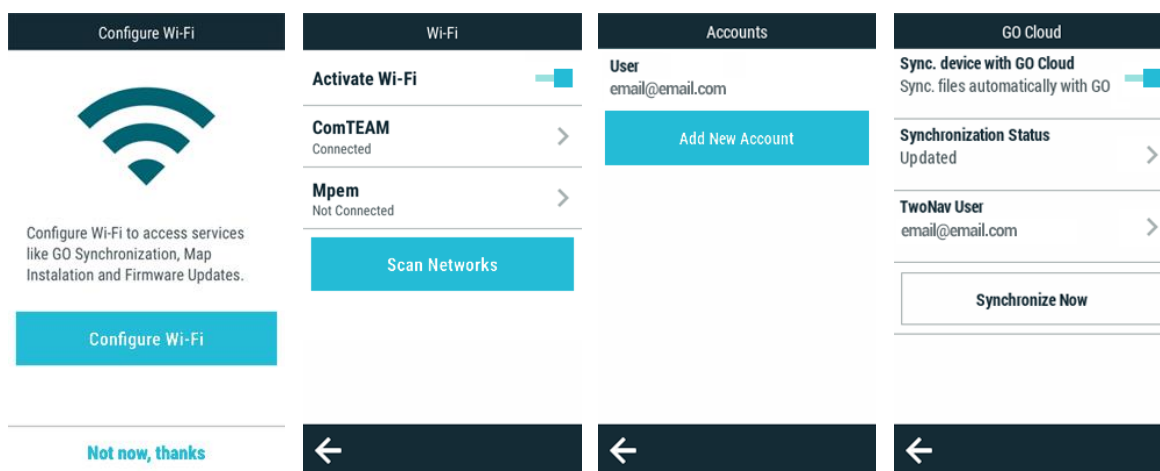 Configure Wi-Fi
Configure Wi-Fi to access services
like GO Synchronization, Map
Instalation and Firmware Updates.
Configure Wi-Fi
Not now, thanks
Wi-Fi
Activate Wi-Fi
ComTEAM
Connected
Mpem
Not Connected
Scan Networks
Accounts
User
email@email.com
Add New Account
GO Cloud
Sync. device with GO Cloud
Sync. files automatically with GO
Synchronization Status
Updated
TwoNav User
email@email.com
Synchronize Now